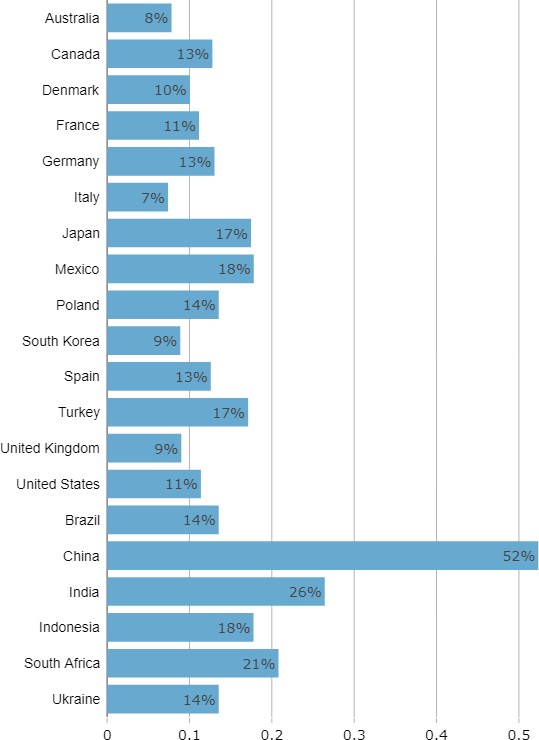 Australia 8%
Canada 13%
Denmark 10%
France 11%
Germany 13%
Italy 7%
Japan 17%
Mexico 18%
Poland 14%
South Korea 9%
Spain 13%
Turkey 17%
United Kingdom 9%
United States 11%
Brazil 14%
China 52%
India 26%
Indonesia 18%
South Africa 21%
Ukraine 14%
0 0.1 0.2 0.3 0.4 0.5